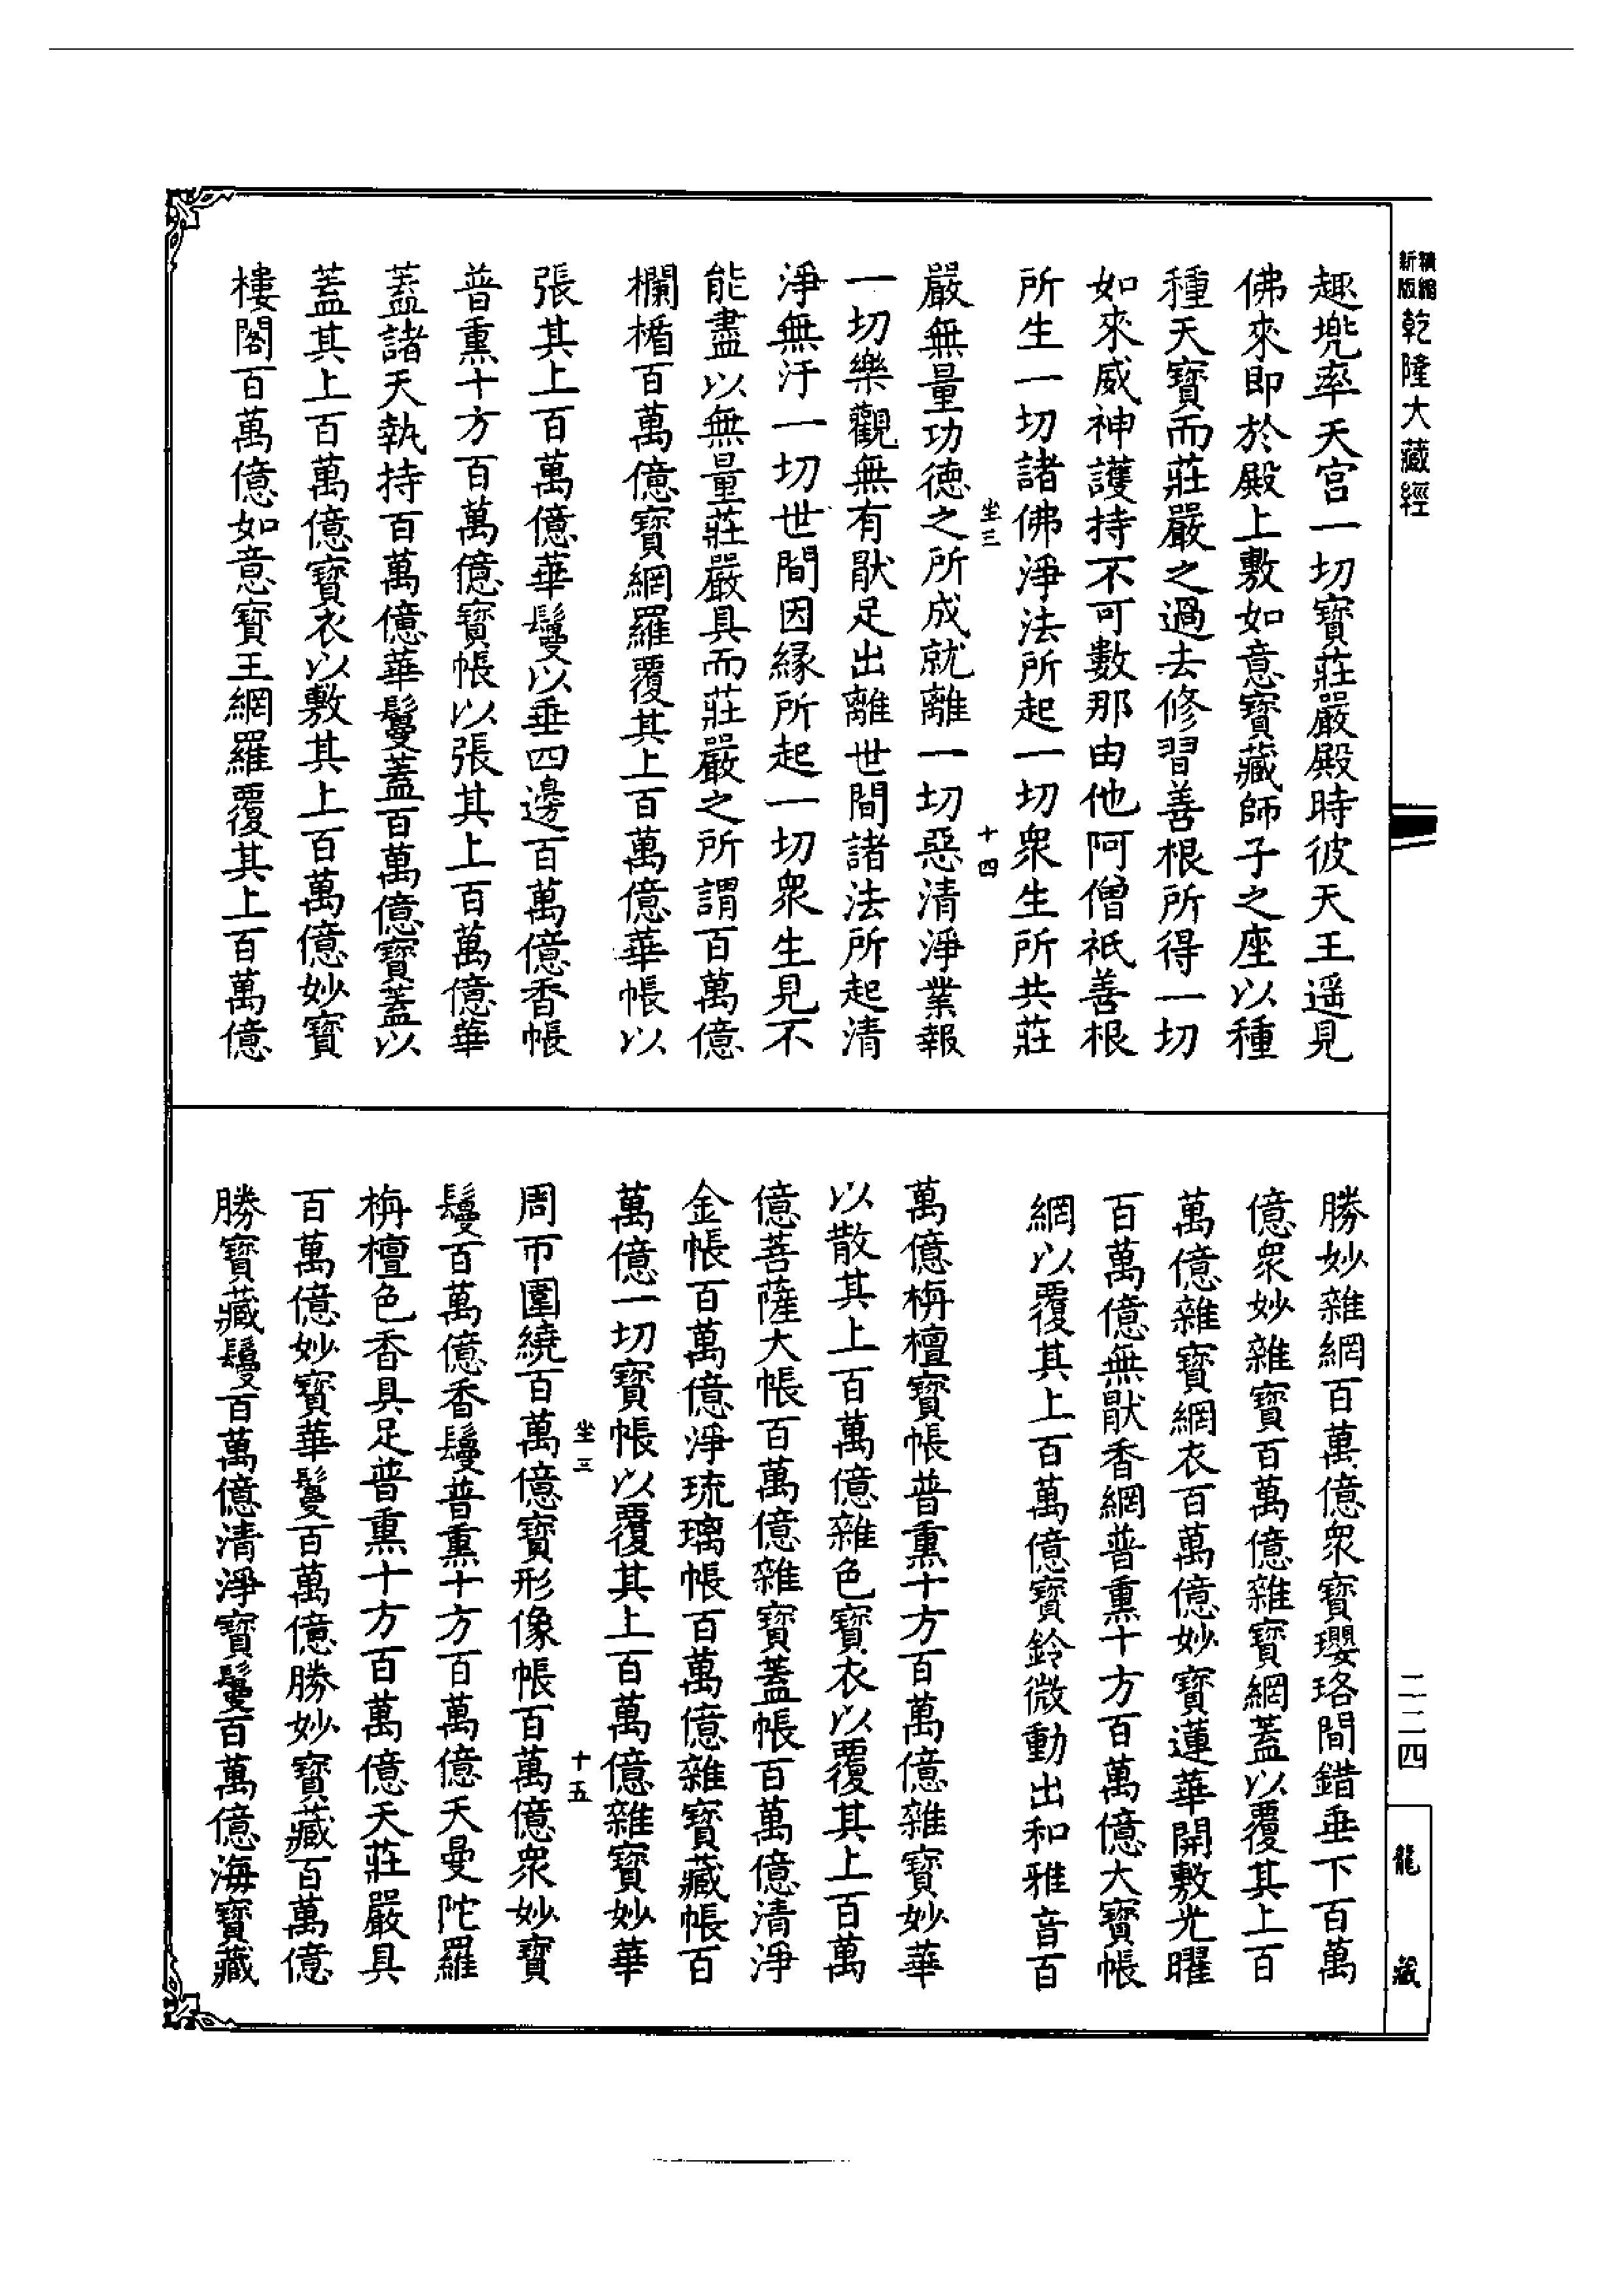 精縮
新版
乾隆大藏經
趣兜率天宮一切寶莊嚴殿時彼天王遥見
佛來即於殿上敷如意寶藏師子之座以種
種天寶而莊嚴之過去修習善根所得一切
如來威神護持不可數那由他阿僧祇善根
所生一切諸佛淨法所起一切衆生所共莊
坐三
十四
嚴無量功德之所成就離一切惡清淨業報
一切樂觀無有猒足出離世間諸法所起清
淨無汙一切世間因緣所起一切衆生見不
能盡以無量莊嚴具而莊嚴之所謂百萬億
欄楯百萬億寶網羅覆其上百萬億華帳以
張其上百萬億華鬘以垂四邊百萬億香帳
普熏十方百萬億寶帳以張其上百萬億華
蓋諸天執持百萬億華鬘蓋百萬億寶蓋以
蓋其上百萬億寶衣以敷其上百萬億妙寶
樓閣百萬億如意寶王網羅覆其上百萬億
勝妙雜網百萬億衆寶瓔珞間錯垂下百萬
億衆妙雜寶百萬億雜寶網蓋以覆其上百
萬億雜寶網衣百萬億妙寶蓮華開敷光曜
百萬億無猒香網普熏十方百萬億大寶帳
網以覆其上百萬億寶鈴微動出和雅音百
萬億栴檀寶帳普熏十方百萬億雜寶妙華
以散其上百萬億雜色寶衣以覆其上百萬
億菩薩大帳百萬億雜寶蓋帳百萬億清淨
金帳百萬億淨琉璃帳百萬億雜寶藏帳百
萬億一切寶帳以覆其上百萬億雜寶妙華
坐三
十五
周帀圍繞百萬億寶形像帳百萬億衆妙寶
鬘百萬億香鬘普熏十方百萬億天曼陀羅
栴檀色香具足普熏十方百萬億天莊嚴具
百萬億妙寶華鬘百萬億勝妙寶藏百萬億
勝寶藏鬘百萬億清淨寶鬘百萬億海寶藏
二二四
龍藏